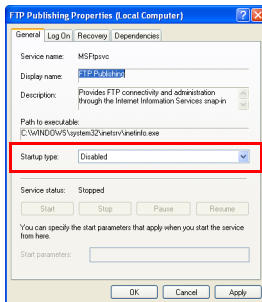 FTP Publishing Properties (Local Computer)
General Log On Recovery Dependencies
Service name: MSFtpsvc
Display name: FTP Publishing
Description: Provides FTP connectivity and administration
through the Internet Information Services snap-in
Path to executable:
C:\WINDOWS\system32\inetsrv\inetinfo.exe
Startup type: Disabled
Service status: Stopped
Start Stop Pause Resume
You can specify the start parameters that apply when you start the service
from here.
Start parameters:
OK Cancel Apply